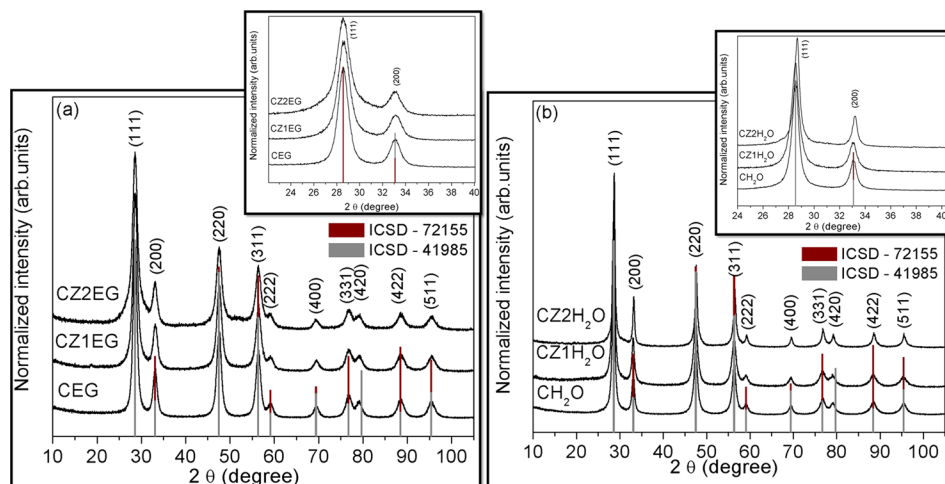 (a)
Normalized intensity (arb.units)
(111)
(200)
(220)
(311)
(222)
(400)
(331)
(420)
(422)
(511)
CZ2EG
CZ1EG
CEG
ICSD - 72155
ICSD - 41985
10 20 30 40 50 60 70 80 90 100
2 θ (degree)
Normalized intensity (arb.units)
(111)
(200)
CZ2EG
CZ1EG
CEG
22 24 26 28 30 32 34 36 38 40
2 θ (degree)
(b)
Normalized intensity (arb.units)
(111)
(200)
(220)
(311)
(222)
(400)
(331)
(420)
(422)
(511)
CZ2H₂O
CZ1H₂O
CH₂O
ICSD - 72155
ICSD - 41985
10 20 30 40 50 60 70 80 90 100
2 θ (degree)
Normalized intensity (arb.units)
(111)
(200)
CZ2H₂O
CZ1H₂O
CH₂O
24 26 28 30 32 34 36 38 40
2 θ (degree)